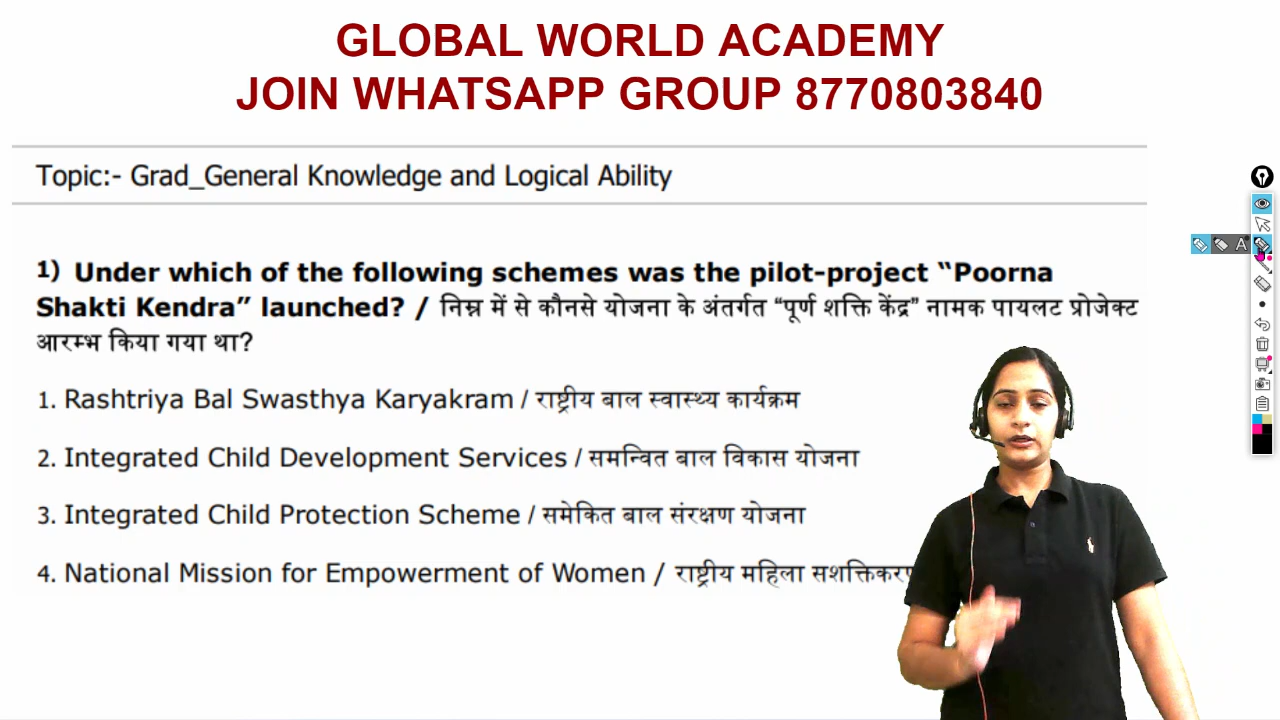 GLOBAL WORLD ACADEMY
JOIN WHATSAPP GROUP 8770803840
Topic:- Grad_General Knowledge and Logical Ability
1) Under which of the following schemes was the pilot-project “Poorna
Shakti Kendra” launched? / निम्न में से कौनसे योजना के अंतर्गत “पूर्ण शक्ति केंद्र” नामक पायलट प्रोजेक्ट
आरम्भ किया गया था?
1. Rashtriya Bal Swasthya Karyakram / राष्ट्रीय बाल स्वास्थ्य कार्यक्रम
2. Integrated Child Development Services / समन्वित बाल विकास योजना
3. Integrated Child Protection Scheme / समेकित बाल संरक्षण योजना
4. National Mission for Empowerment of Women / राष्ट्रीय महिला